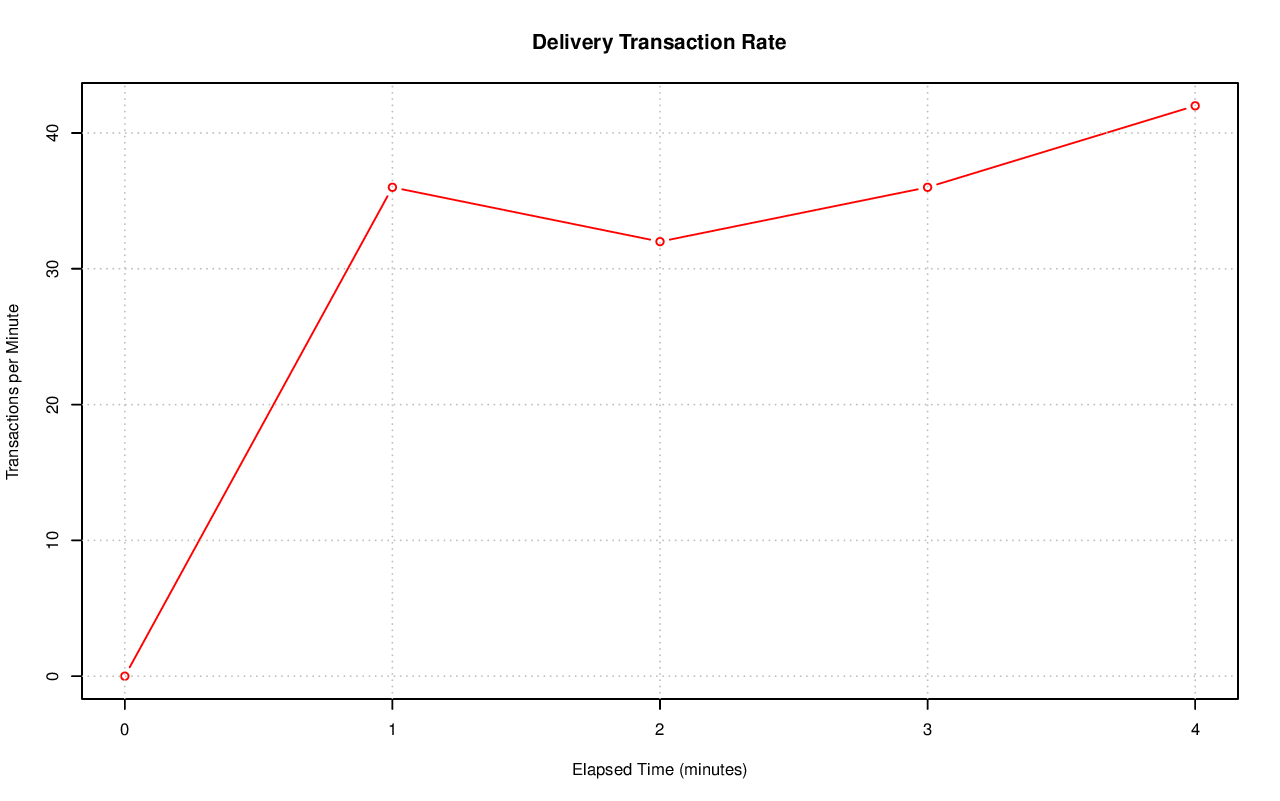 Delivery Transaction Rate
Transactions per Minute
40
30
20
10
0
0 1 2 3 4
Elapsed Time (minutes)